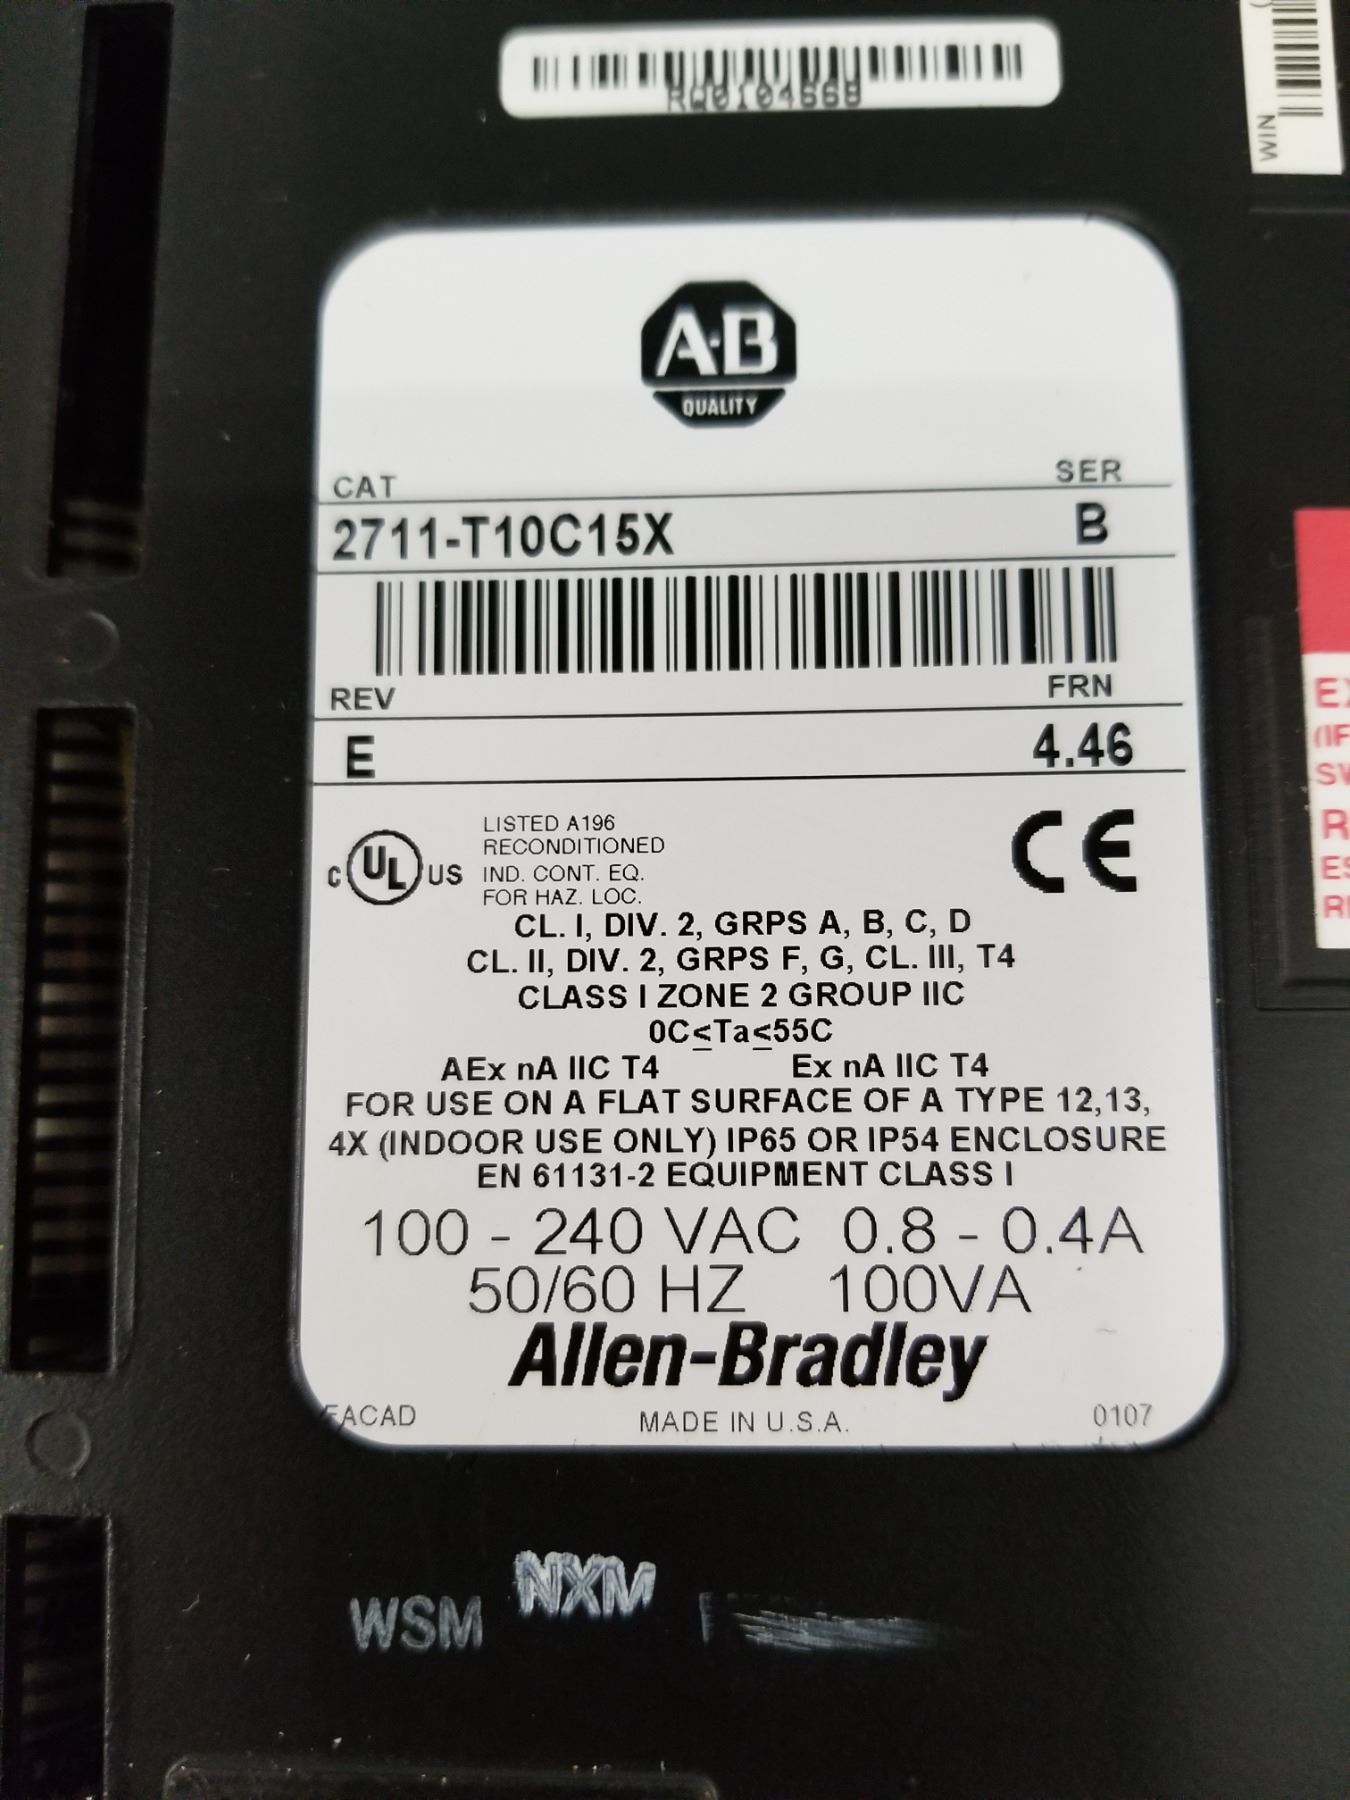 RQ0104668
WIN
A·B
QUALITY
CAT
SER
2711-T10C15X
B
REV
FRN
E
4.46
C UL US
LISTED A196
RECONDITIONED
IND. CONT. EQ.
FOR HAZ. LOC.
CE
CL. I, DIV. 2, GRPS A, B, C, D
CL. II, DIV. 2, GRPS F, G, CL. III, T4
CLASS I ZONE 2 GROUP IIC
0C≤Ta≤55C
AEx nA IIC T4 Ex nA IIC T4
FOR USE ON A FLAT SURFACE OF A TYPE 12,13,
4X (INDOOR USE ONLY) IP65 OR IP54 ENCLOSURE
EN 61131-2 EQUIPMENT CLASS I
100 - 240 VAC 0.8 - 0.4A
50/60 HZ 100VA
Allen-Bradley
FACAD
MADE IN U.S.A.
0107
WSM
NXM